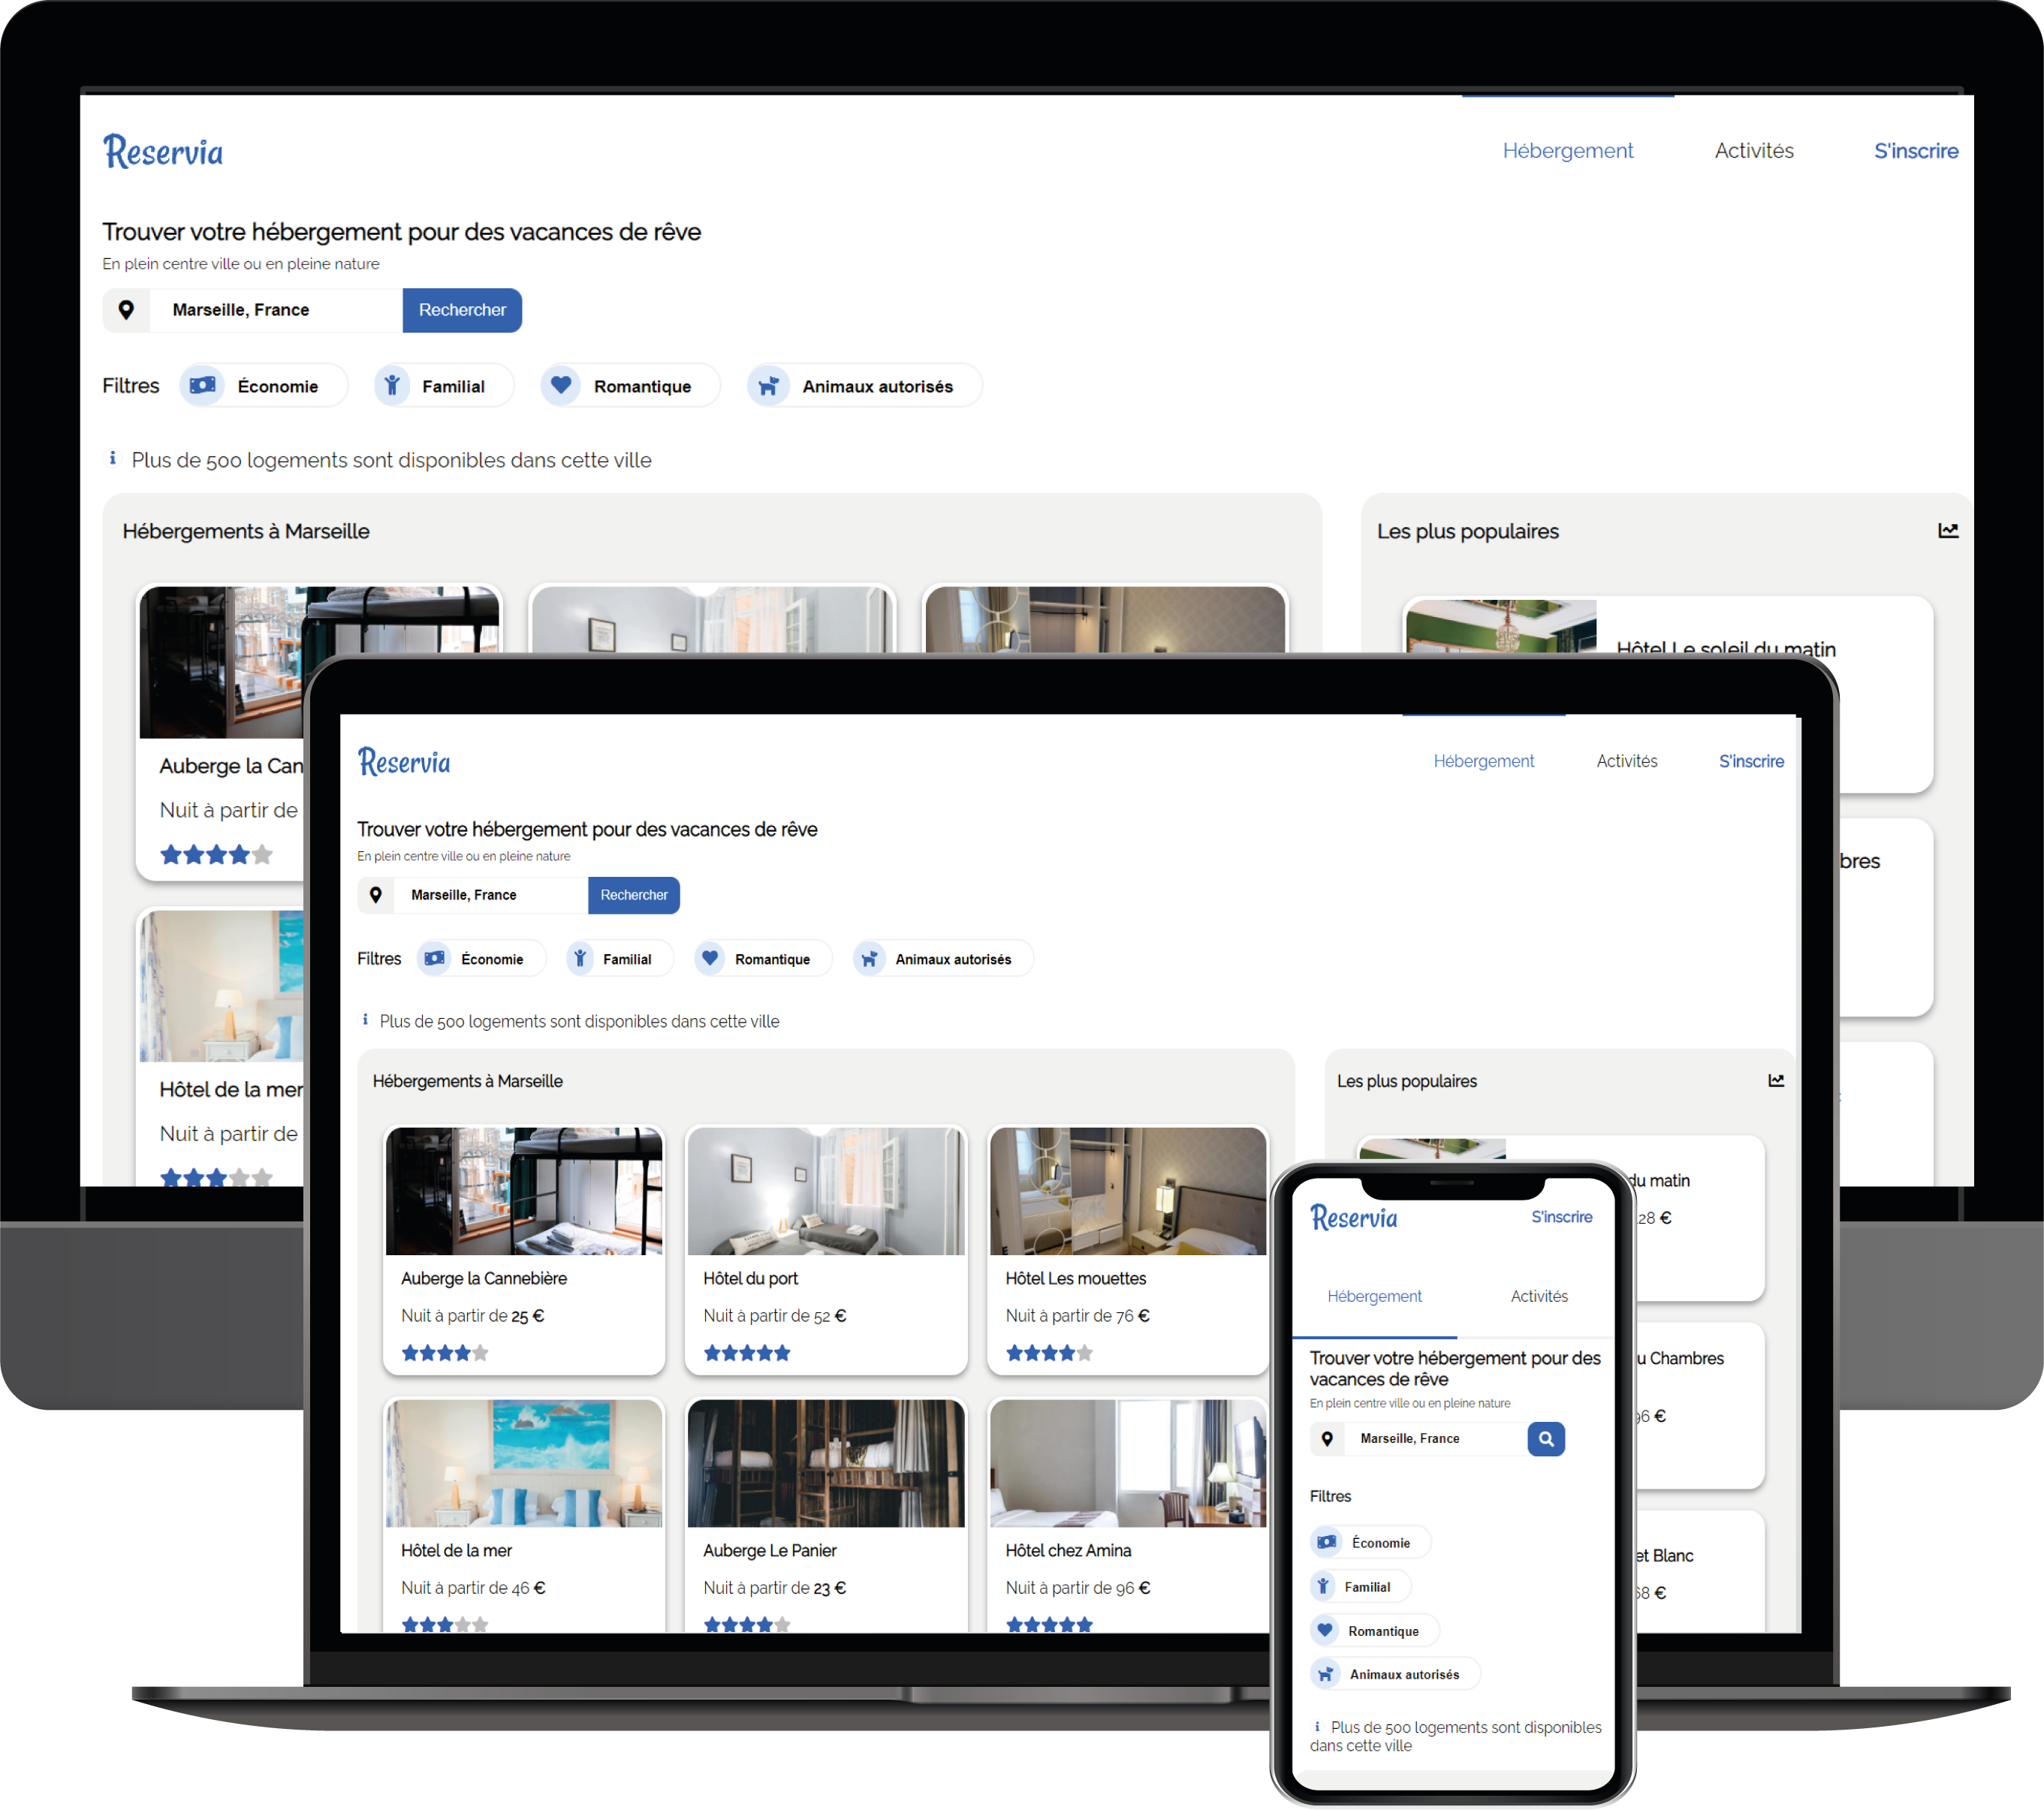 Reservia
Hébergement
Activités
S'inscrire
Trouver votre hébergement pour des vacances de rêve
En plein centre ville ou en pleine nature
Marseille, France
Rechercher
Filtres
Économie
Familial
Romantique
Animaux autorisés
Plus de 500 logements sont disponibles dans cette ville
Hébergements à Marseille
Les plus populaires
Hôtel Le soleil du matin
Auberge la Can
Nuit à partir de
Hôtel de la mer
Nuit à partir de
bres
Reservia
Hébergement
Activités
S'inscrire
Trouver votre hébergement pour des vacances de rêve
En plein centre ville ou en pleine nature
Marseille, France
Rechercher
Filtres
Économie
Familial
Romantique
Animaux autorisés
Plus de 500 logements sont disponibles dans cette ville
Hébergements à Marseille
Les plus populaires
Auberge la Cannebière
Nuit à partir de 25 €
Hôtel du port
Nuit à partir de 52 €
Hôtel Les mouettes
Nuit à partir de 76 €
Hôtel de la mer
Nuit à partir de 46 €
Auberge Le Panier
Nuit à partir de 23 €
Hôtel chez Amina
Nuit à partir de 96 €
du matin
28 €
u Chambres
96 €
et Blanc
68 €
Reservia
S'inscrire
Hébergement
Activités
Trouver votre hébergement pour des
vacances de rêve
En plein centre ville ou en pleine nature
Marseille, France
Filtres
Économie
Familial
Romantique
Animaux autorisés
Plus de 500 logements sont disponibles
dans cette ville